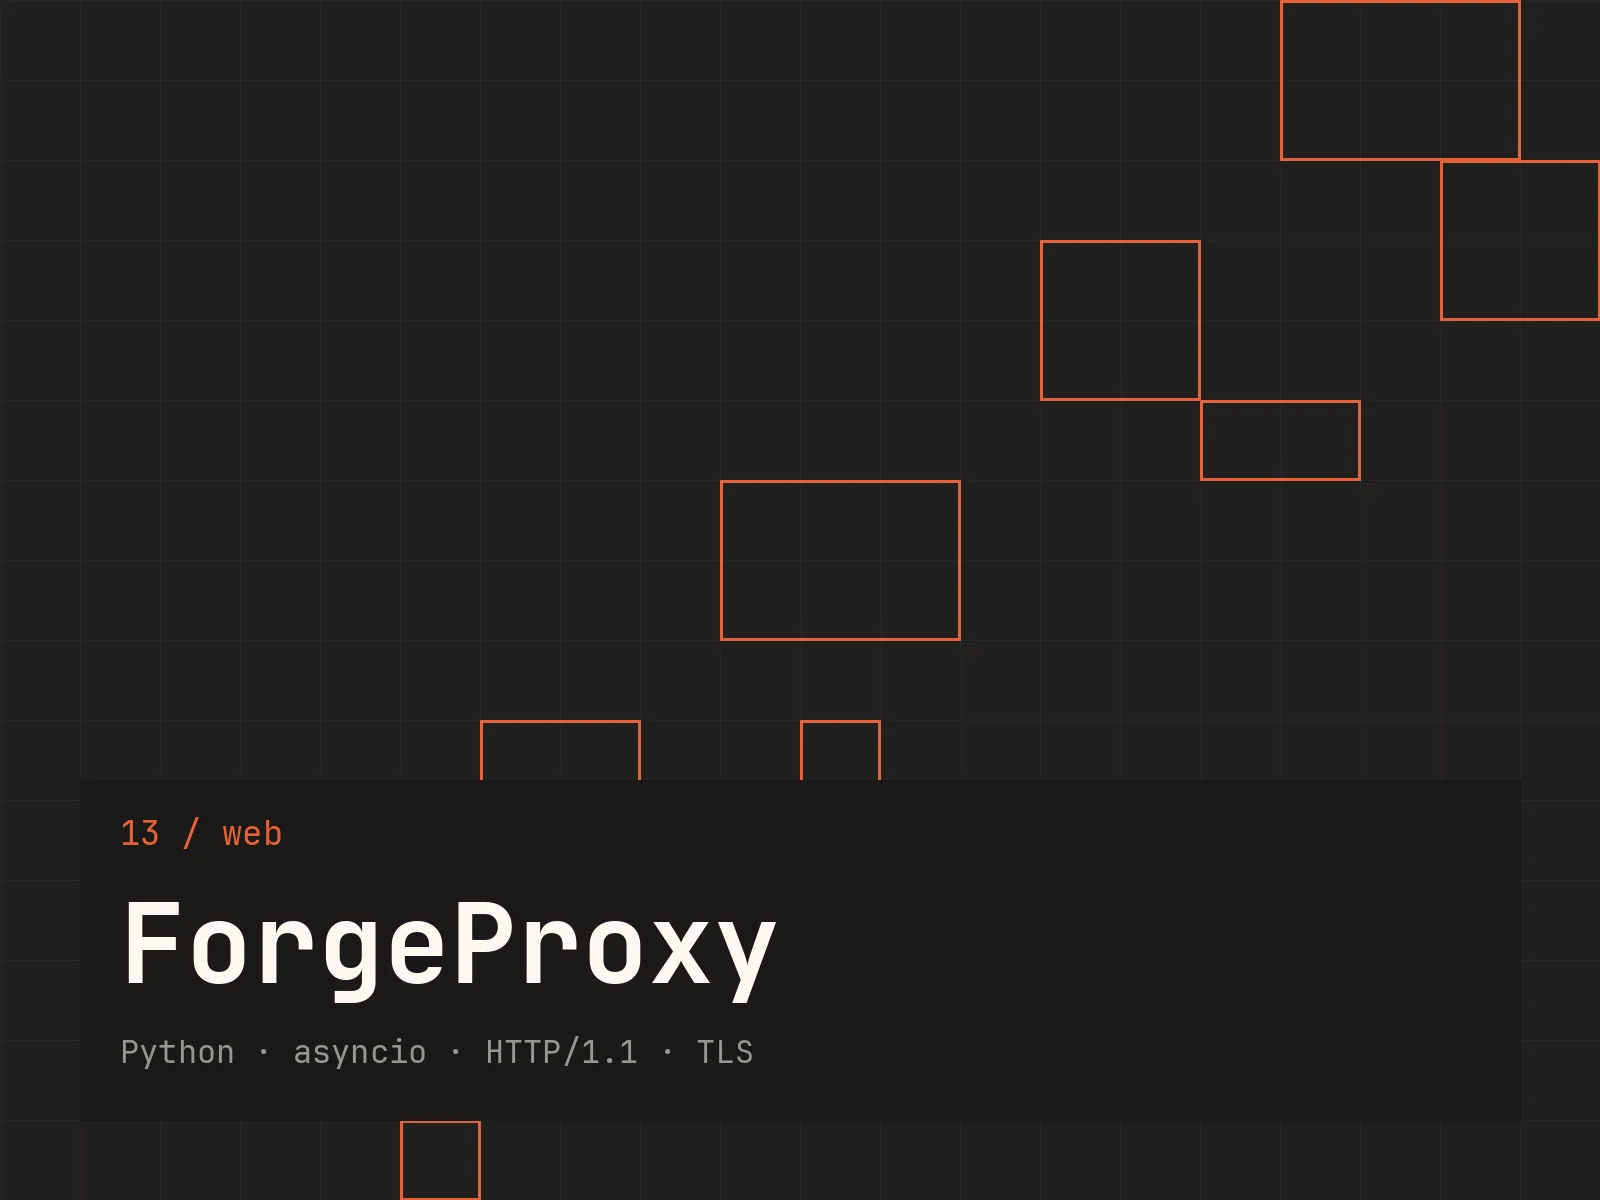 13 / web
ForgeProxy
Python · asyncio · HTTP/1.1 · TLS